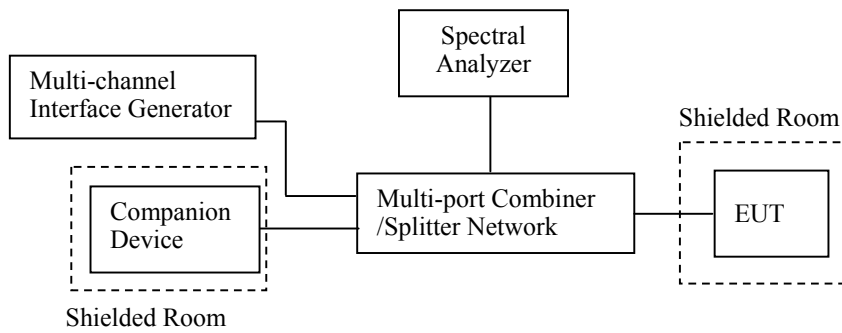 Spectral
Analyzer
Multi-channel
Interface Generator
Shielded Room
Companion
Device
Multi-port Combiner
/Splitter Network
EUT
Shielded Room